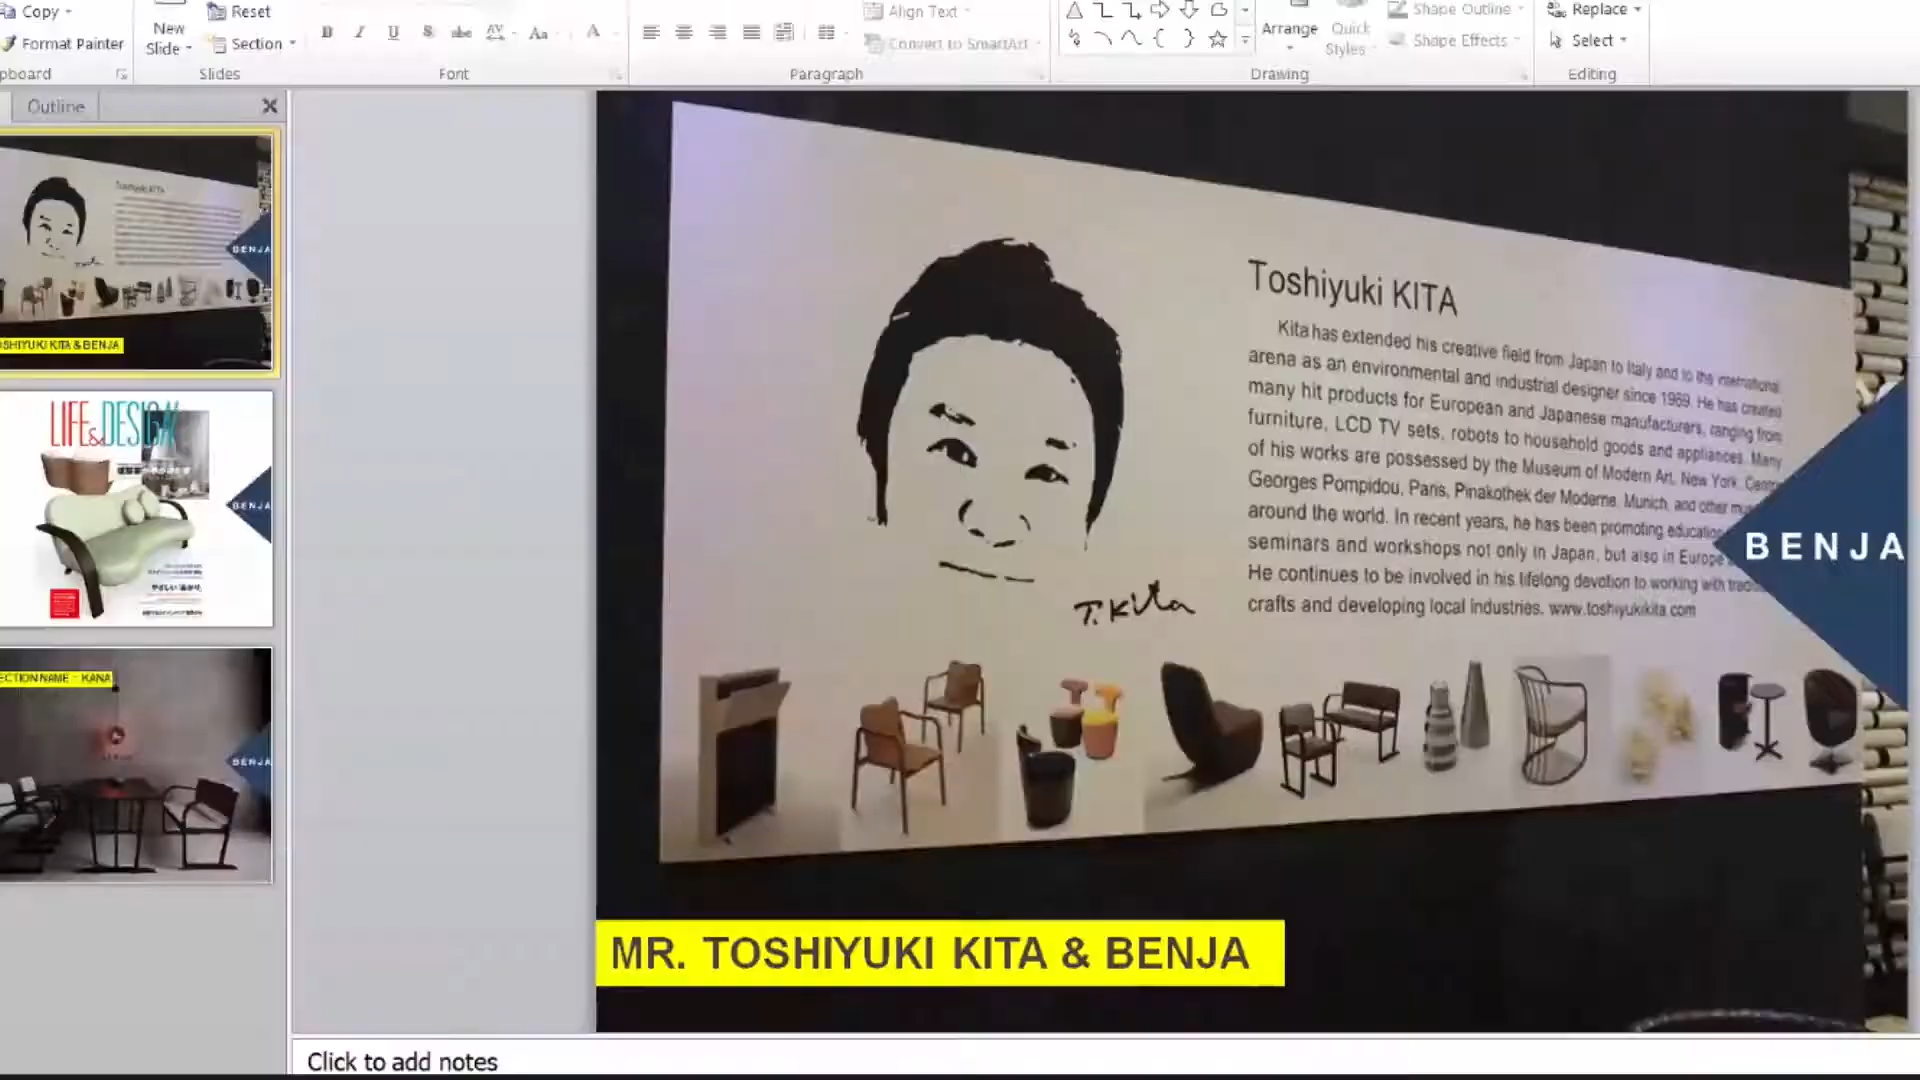 Copy
Format Painter
New
Slide
Reset
Section
Slides
Font
Align Text
Convert to SmartArt
Paragraph
Arrange
Quick
Styles
Shape Outline
Shape Effects
Drawing
Replace
Select
Editing
pboard
Outline
Toshiyuki KITA
BENJA
OSHIYUKI KITA & BENJA
LIFE&DESIGN
BENJA
ECTION NAME - KANA
BENJA
Toshiyuki KITA
Kita has extended his creative field from Japan to Italy and to the international
arena as an environmental and industrial designer since 1969. He has created
many hit products for European and Japanese manufacturers, ranging from
furniture, LCD TV sets, robots to household goods and appliances. Many
of his works are possessed by the Museum of Modern Art, New York, Centre
Georges Pompidou, Paris, Pinakothek der Moderne, Munich, and other mu
around the world. In recent years, he has been promoting education
seminars and workshops not only in Japan, but also in Europe
He continues to be involved in his lifelong devotion to working with tradi
crafts and developing local industries. www.toshiyukikita.com
T. Kita
BENJA
MR. TOSHIYUKI KITA & BENJA
Click to add notes